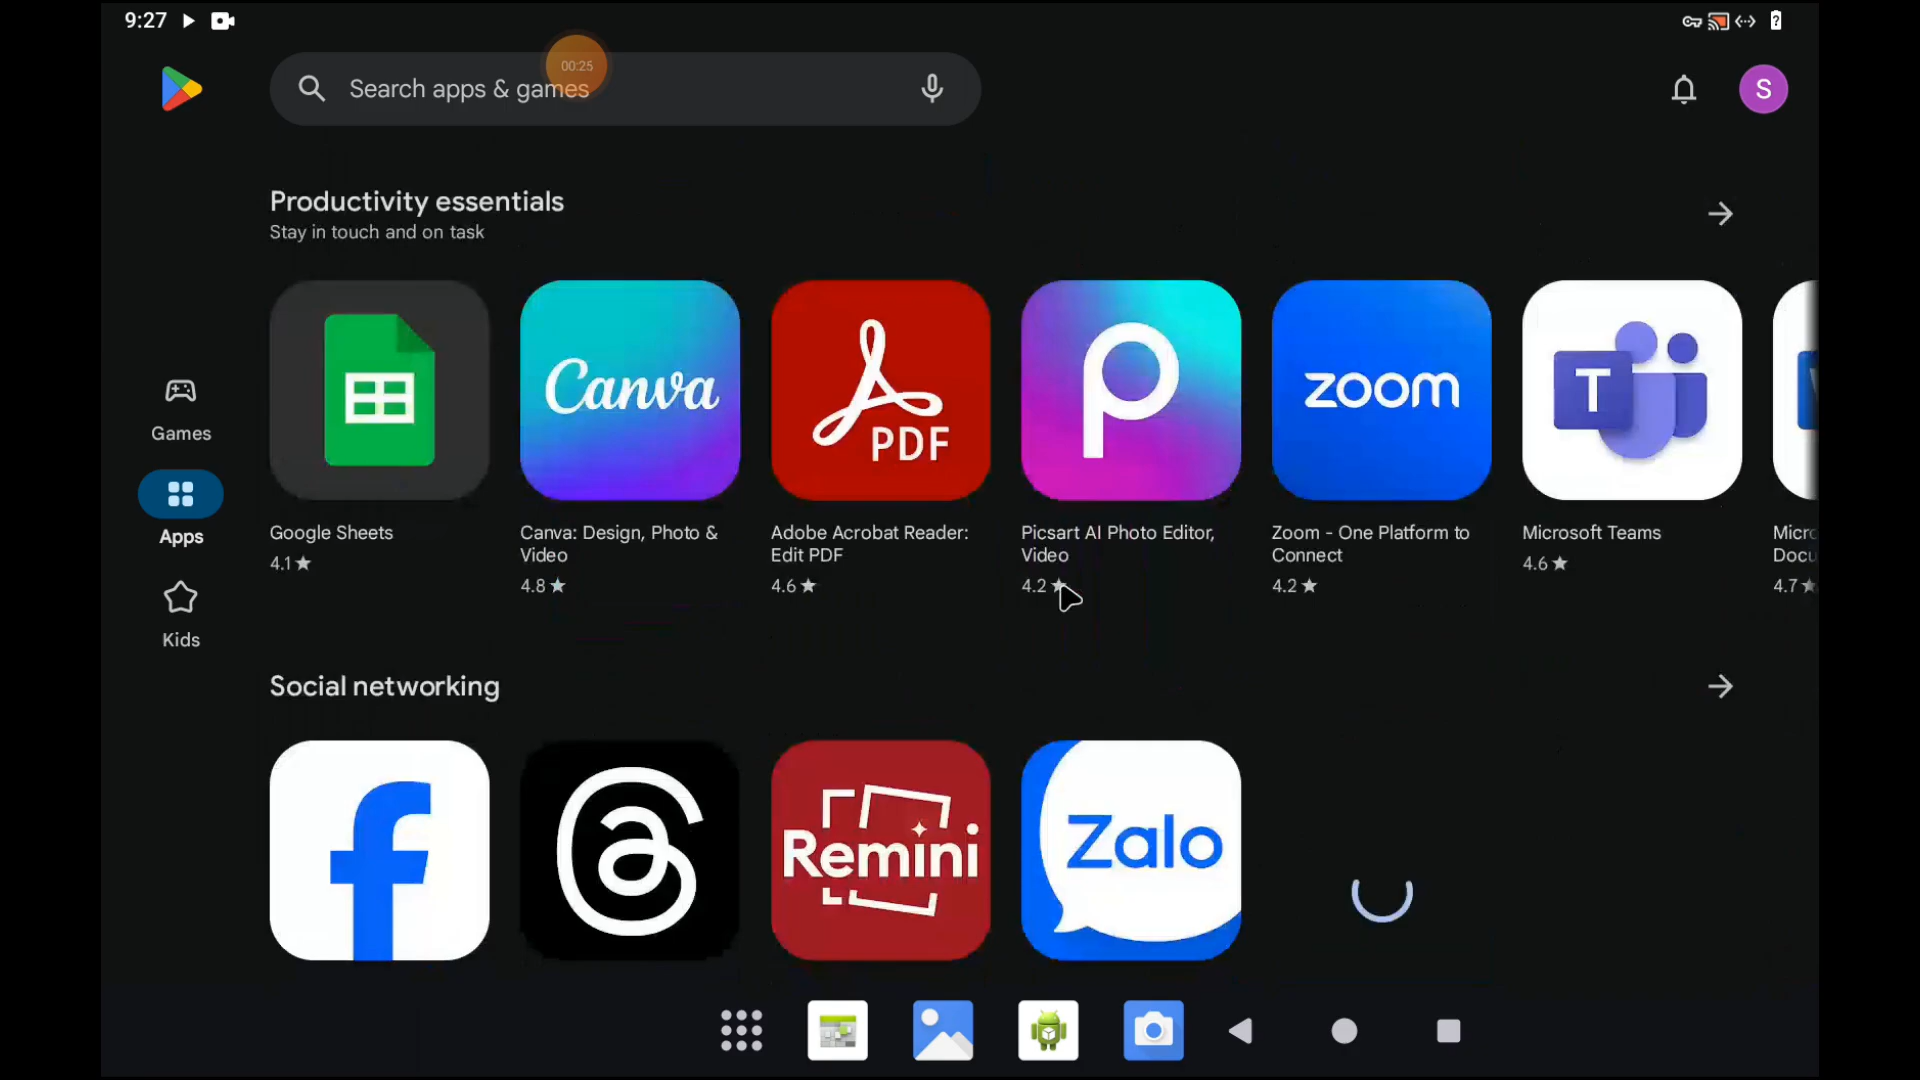 9:27
00:25
Search apps & games
S
Productivity essentials
Stay in touch and on task
Canva
PDF
zoom
T
Games
Apps
Kids
Google Sheets
4.1★
Canva: Design, Photo &
Video
4.8★
Adobe Acrobat Reader:
Edit PDF
4.6★
Picsart AI Photo Editor,
Video
4.2★
Zoom - One Platform to
Connect
4.2★
Microsoft Teams
4.6★
Micro
Docu
4.7★
Social networking
Remini
Zalo